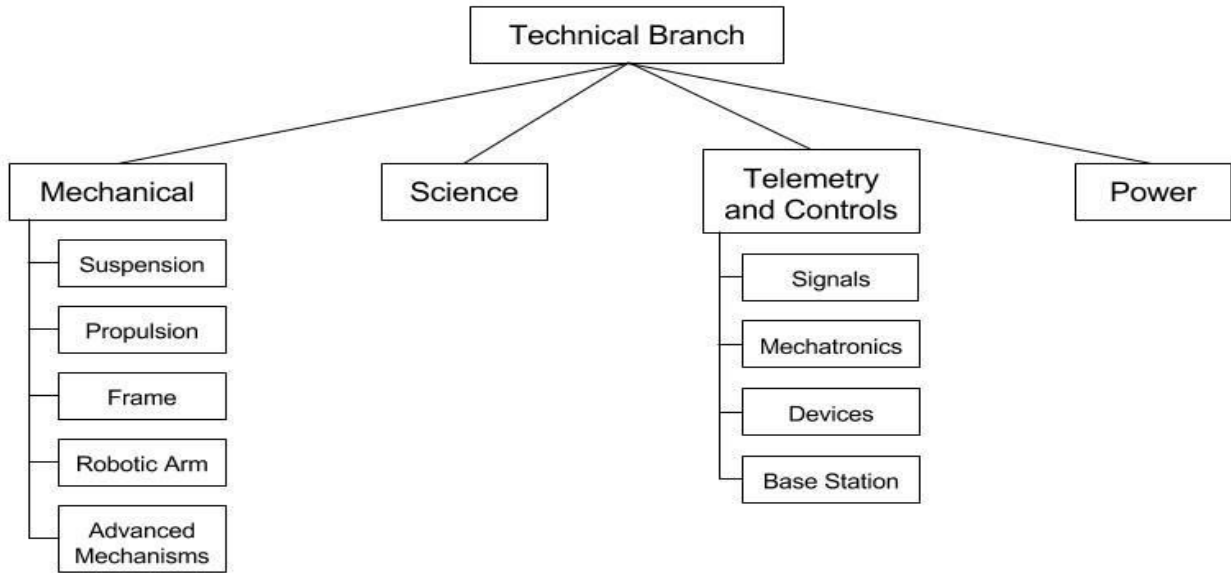 Technical Branch
Mechanical
Suspension
Propulsion
Frame
Robotic Arm
Advanced
Mechanisms
Science
Telemetry
and Controls
Signals
Mechatronics
Devices
Base Station
Power